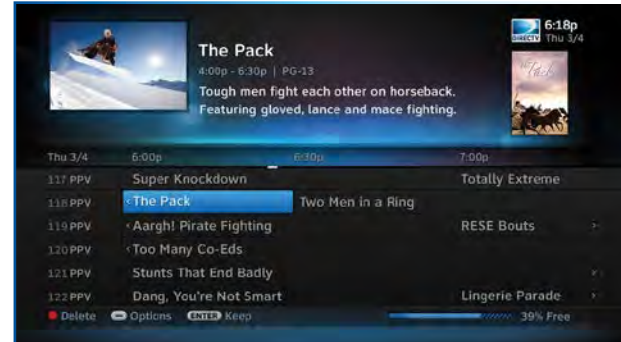 The Pack
4:00p - 6:30p | PG-13
Tough men fight each other on horseback.
Featuring gloved, lance and mace fighting.
DIRECTV
6:18p
Thu 3/4
The Pack
Thu 3/4 6:00p 6:30p 7:00p
117 PPV Super Knockdown Totally Extreme
118 PPV ‹The Pack Two Men in a Ring
119 PPV ‹Aargh! Pirate Fighting RESE Bouts ›
120 PPV ‹Too Many Co-Eds
121 PPV Stunts That End Badly ›
122 PPV Dang, You're Not Smart Lingerie Parade ›
Delete Options ENTER Keep 39% Free